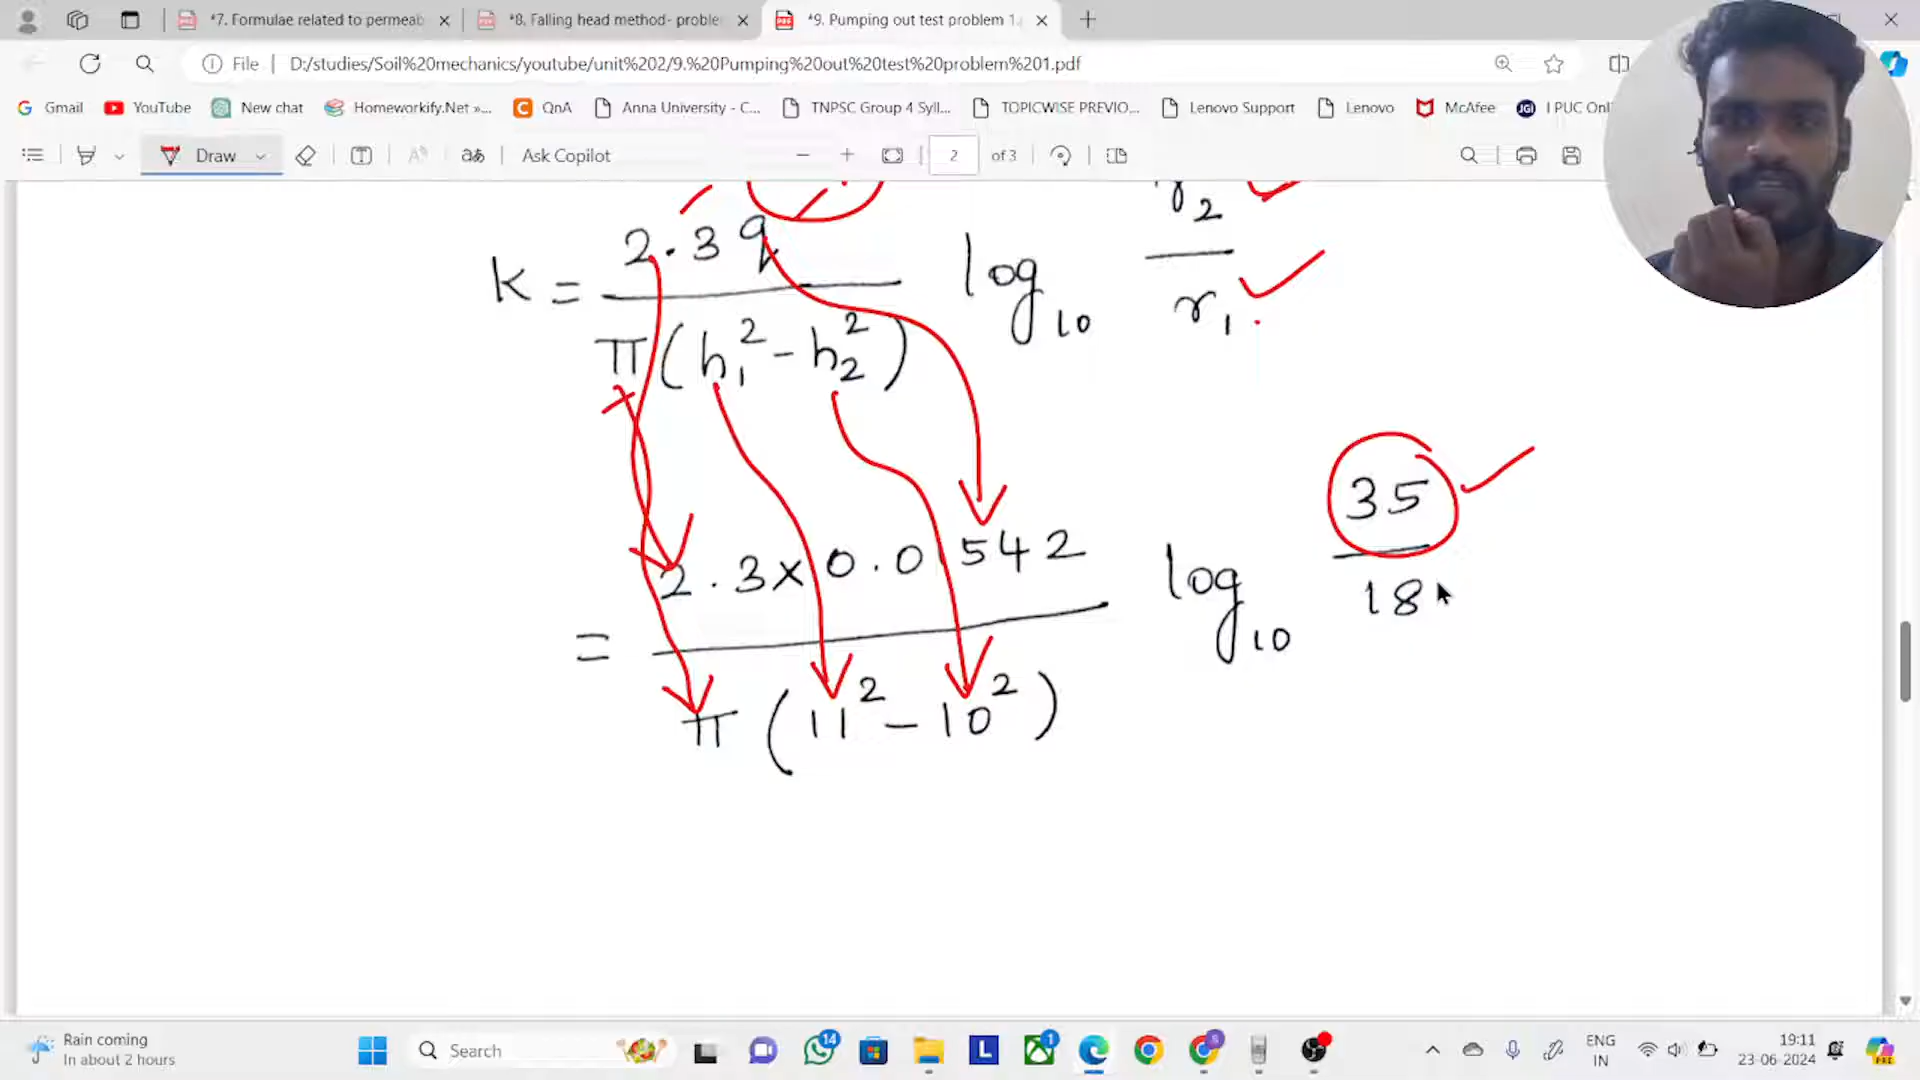 *7. Formulae related to permeab
*8. Falling head method- proble
*9. Pumping out test problem 1.
File
D:/studies/Soil%20mechanics/youtube/unit%202/9.%20Pumping%20out%20test%20problem%201.pdf
Gmail
YouTube
New chat
Homeworkify.Net »...
QnA
Anna University - C...
TNPSC Group 4 Syll...
TOPICWISE PREVIO...
Lenovo Support
Lenovo
McAfee
I PUC Onl
Draw
Ask Copilot
2
of 3
K = 2.3 q / π (h₁² - h₂²) log₁₀ r₂ / r₁
= 2.3 x 0.01542 / π (11² - 10²) log₁₀ 35 / 18
Rain coming
In about 2 hours
Search
14
1
ENG
IN
19:11
23-06-2024